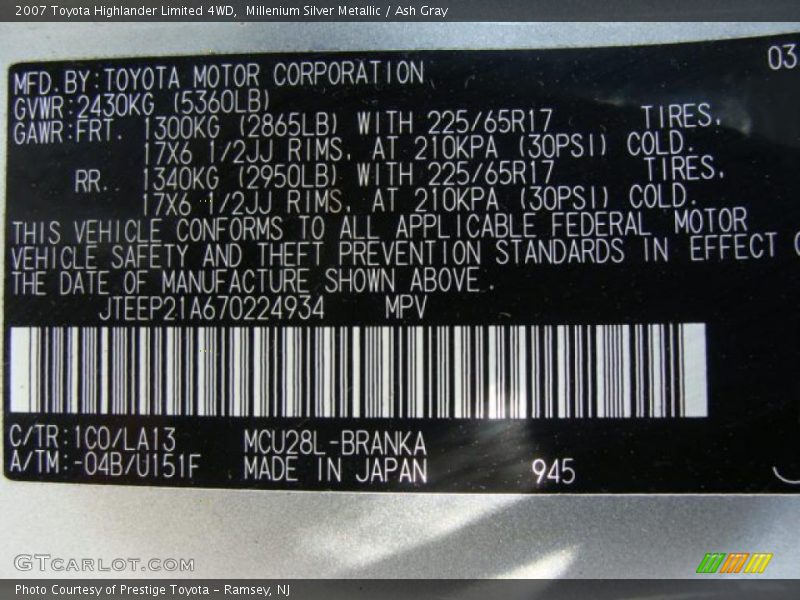 2007 Toyota Highlander Limited 4WD, Millenium Silver Metallic / Ash Gray
03
MFD.BY:TOYOTA MOTOR CORPORATION
GVWR:2430KG (5360LB)
GAWR:FRT. 1300KG (2865LB) WITH 225/65R17 TIRES,
17X6 1/2JJ RIMS, AT 210KPA (30PSI) COLD.
RR. 1340KG (2950LB) WITH 225/65R17 TIRES,
17X6 1/2JJ RIMS, AT 210KPA (30PSI) COLD.
THIS VEHICLE CONFORMS TO ALL APPLICABLE FEDERAL MOTOR
VEHICLE SAFETY AND THEFT PREVENTION STANDARDS IN EFFECT
THE DATE OF MANUFACTURE SHOWN ABOVE.
JTEEP21A670224934 MPV
C/TR:1C0/LA13 MCU28L-BRANKA
A/TM:-04B/U151F MADE IN JAPAN 945
GTCARLOT.COM
Photo Courtesy of Prestige Toyota - Ramsey, NJ